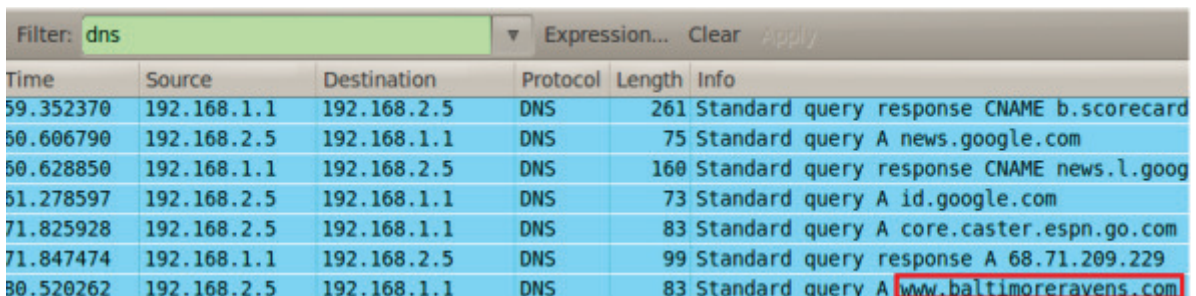 Filter: dns Expression... Clear Apply
Time Source Destination Protocol Length Info
59.352370 192.168.1.1 192.168.2.5 DNS 261 Standard query response CNAME b.scorecard
60.606790 192.168.2.5 192.168.1.1 DNS 75 Standard query A news.google.com
60.628850 192.168.1.1 192.168.2.5 DNS 160 Standard query response CNAME news.l.goog
61.278597 192.168.2.5 192.168.1.1 DNS 73 Standard query A id.google.com
71.825928 192.168.2.5 192.168.1.1 DNS 83 Standard query A core.caster.espn.go.com
71.847474 192.168.1.1 192.168.2.5 DNS 99 Standard query response A 68.71.209.229
80.520262 192.168.2.5 192.168.1.1 DNS 83 Standard query A www.baltimoreravens.com